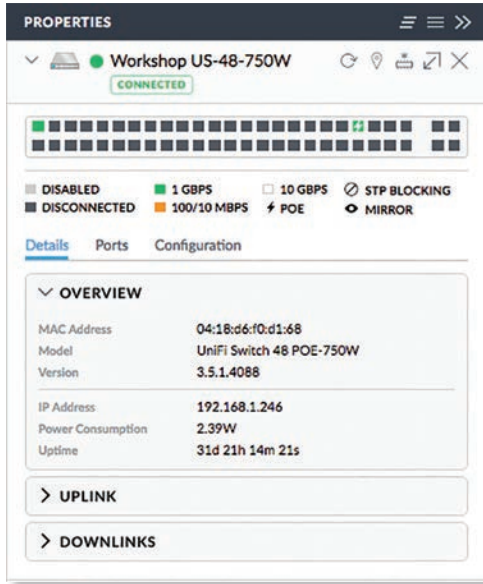 PROPERTIES
Workshop US-48-750W
CONNECTED
DISABLED 1 GBPS 10 GBPS STP BLOCKING
DISCONNECTED 100/10 MBPS POE MIRROR
Details Ports Configuration
OVERVIEW
MAC Address 04:18:d6:f0:d1:68
Model UniFi Switch 48 POE-750W
Version 3.5.1.4088
IP Address 192.168.1.246
Power Consumption 2.39W
Uptime 31d 21h 14m 21s
UPLINK
DOWNLINKS